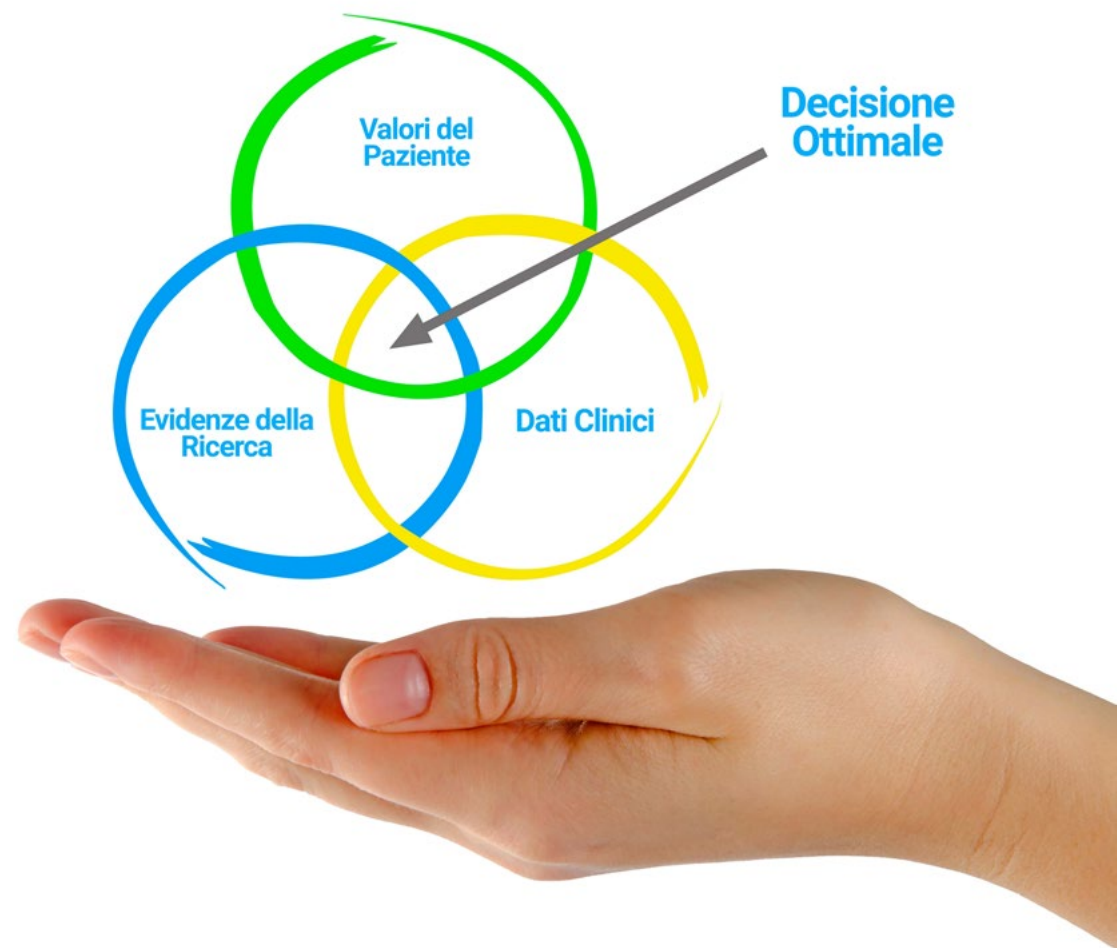 Valori del
Paziente
Decisione
Ottimale
Evidenze della
Ricerca
Dati Clinici